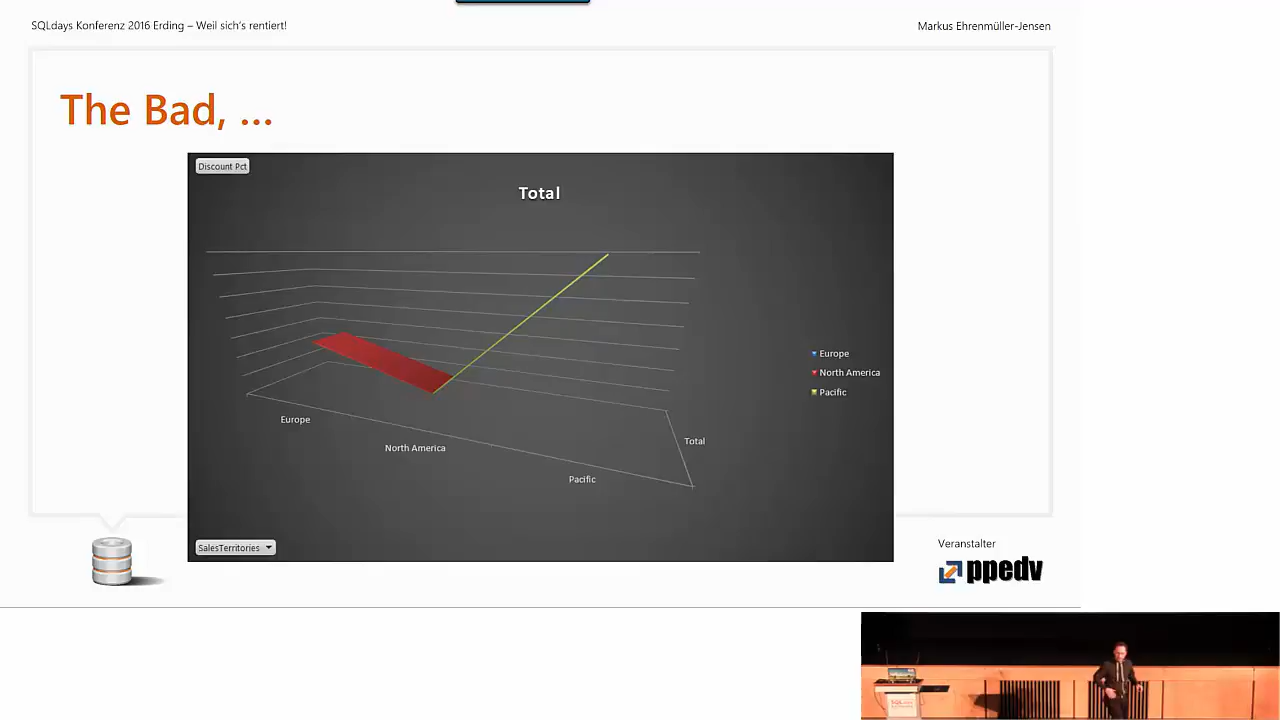 SQLdays Konferenz 2016 Erding – Weil sich's rentiert!
Markus Ehrenmüller-Jensen
The Bad, ...
Discount Pct
Total
Europe
North America
Pacific
Europe
North America
Pacific
Total
SalesTerritories
Veranstalter
ppedv